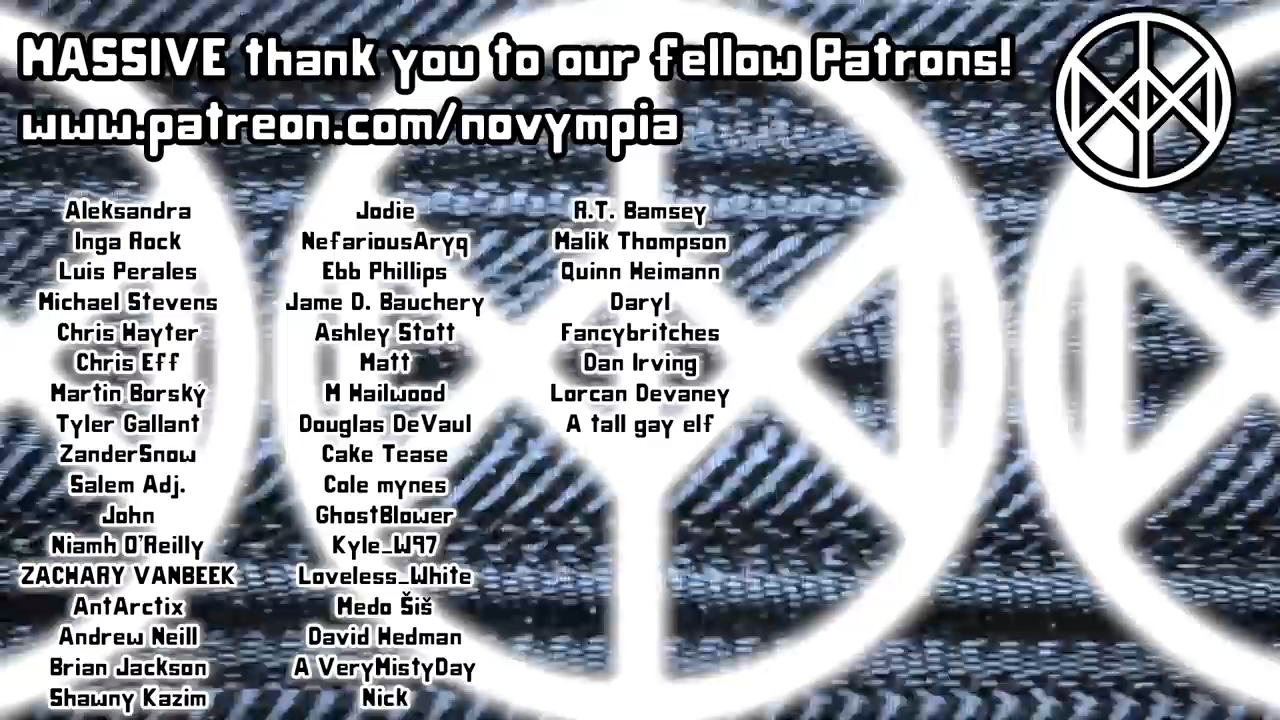 MASSIVE thank you to our fellow Patrons!
www.patreon.com/novympia
Aleksandra
Inga Rock
Luis Perales
Michael Stevens
Chris Hayter
Chris Eff
Martin Borský
Tyler Gallant
ZanderSnow
Salem Adj.
John
Niamh O'Reilly
ZACHARY VANBEEK
AntArctix
Andrew Neill
Brian Jackson
Shawny Kazim
Jodie
NefariousAryq
Ebb Phillips
Jame D. Bauchery
Ashley Stott
Matt
M Hailwood
Douglas DeVaul
Cake Tease
Cole mynes
GhostBlower
Kyle_W97
Loveless_White
Medo Šiš
David Hedman
A VeryMistyDay
Nick
R.T. Bamsey
Malik Thompson
Quinn Heimann
Daryl
Fancybritches
Dan Irving
Lorcan Devaney
A tall gay elf